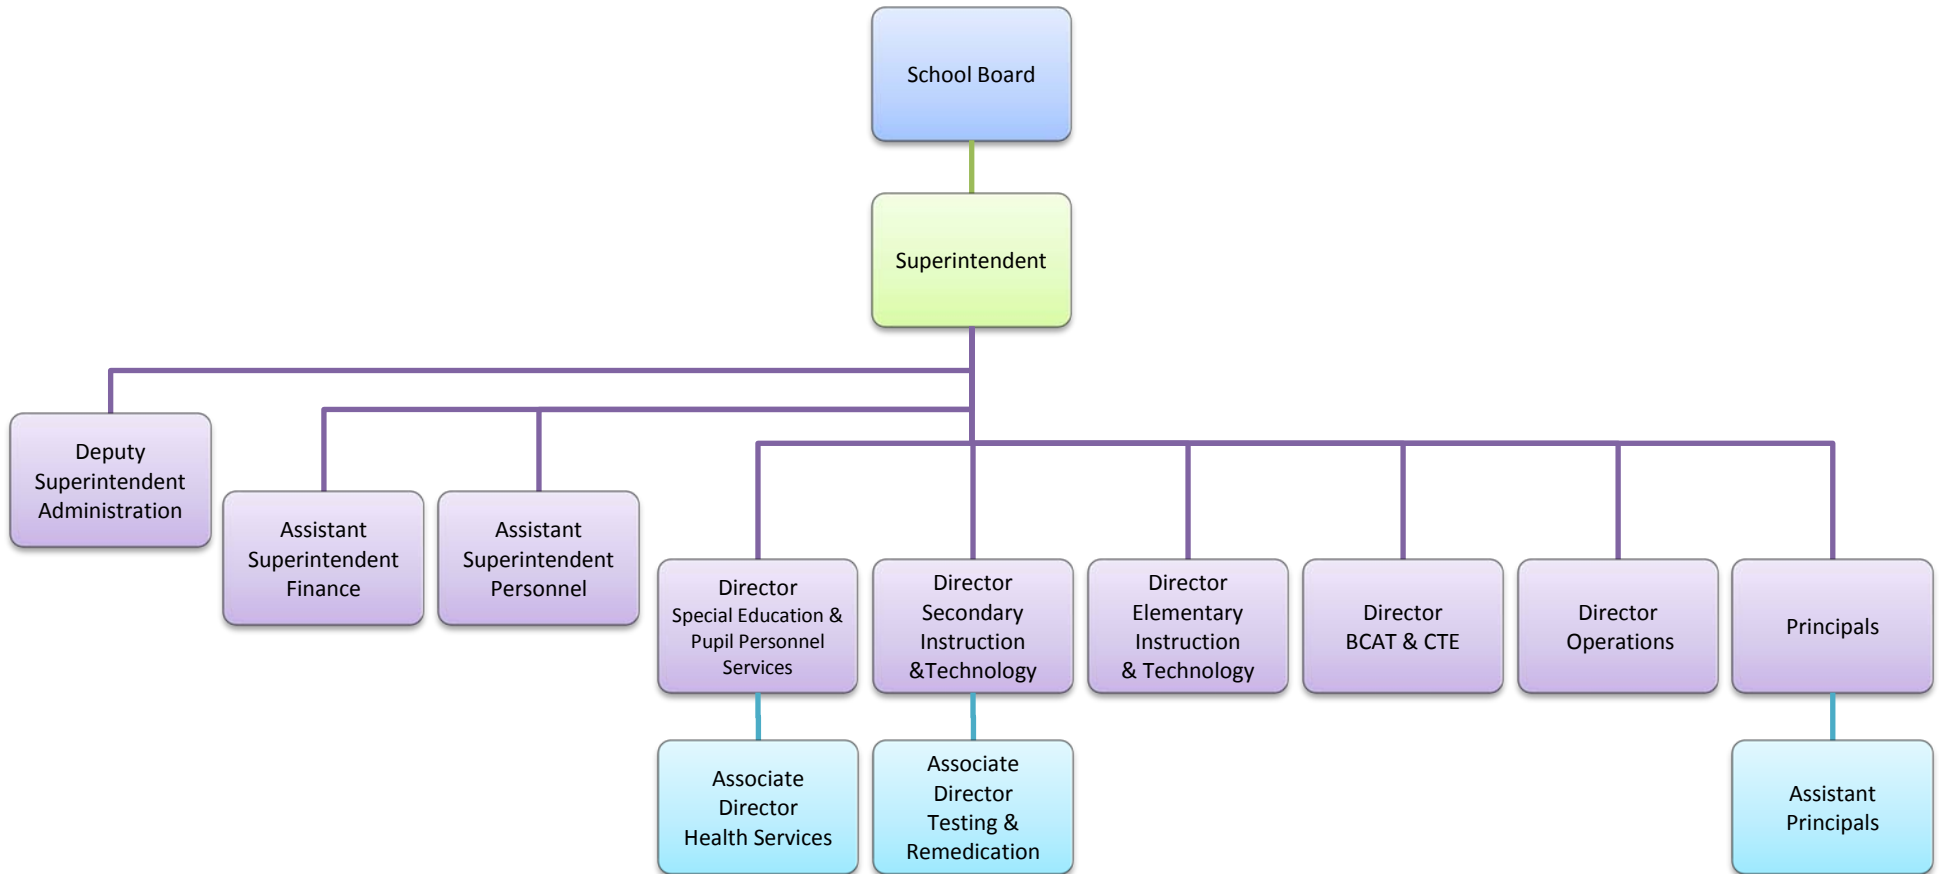 School Board
Superintendent
Deputy
Superintendent
Administration
Assistant
Superintendent
Finance
Assistant
Superintendent
Personnel
Director
Special Education &
Pupil Personnel
Services
Director
Secondary
Instruction
&Technology
Director
Elementary
Instruction
& Technology
Director
BCAT & CTE
Director
Operations
Principals
Associate
Director
Health Services
Associate
Director
Testing &
Remedication
Assistant
Principals